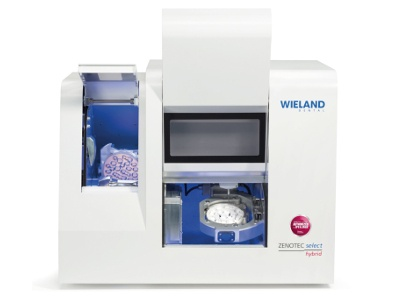 WIELAND
DENTAL
ZENOTEC select
hybrid